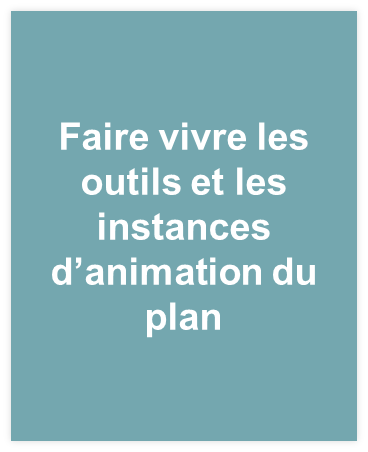 Faire vivre les
outils et les
instances
d’animation du
plan